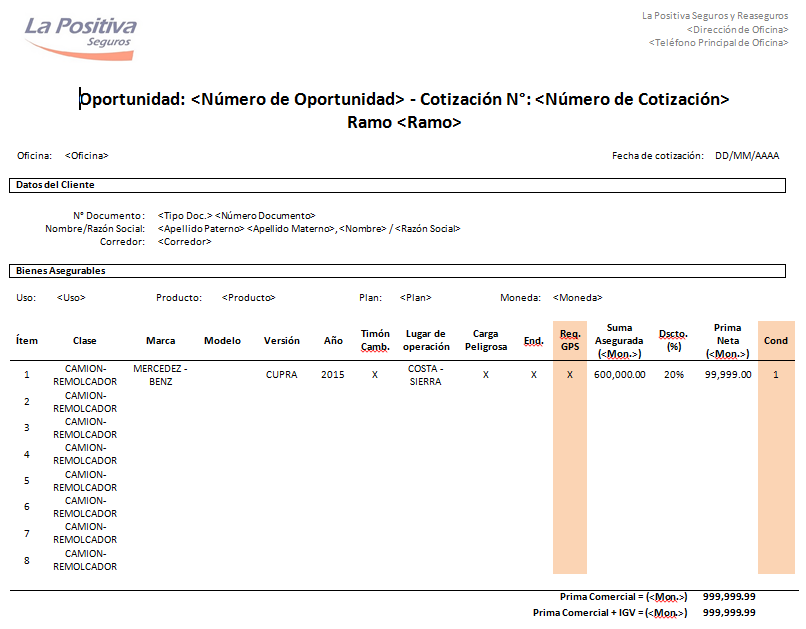 La Positiva
Seguros
La Positiva Seguros y Reaseguros
<Dirección de Oficina>
<Teléfono Principal de Oficina>
Oportunidad: <Número de Oportunidad> - Cotización N°: <Número de Cotización>
Ramo <Ramo>
Oficina: <Oficina> Fecha de cotización: DD/MM/AAAA
Datos del Cliente
N° Documento: <Tipo Doc.> <Número Documento>
Nombre/Razón Social: <Apellido Paterno> <Apellido Materno>, <Nombre> / <Razón Social>
Corredor: <Corredor>
Bienes Asegurables
Uso: <Uso> Producto: <Producto> Plan: <Plan> Moneda: <Moneda>
Ítem Clase Marca Modelo Versión Año Timón Camb. Lugar de operación Carga Peligrosa End. Req. GPS Suma Asegurada (<Mon.>) Dscto. (%) Prima Neta (<Mon.>) Cond
1 CAMION-REMOLCADOR MERCEDEZ - BENZ CUPRA 2015 X COSTA - SIERRA X X X 600,000.00 20% 99,999.00 1
2 CAMION-REMOLCADOR
3 CAMION-REMOLCADOR
4 CAMION-REMOLCADOR
5 CAMION-REMOLCADOR
6 CAMION-REMOLCADOR
7 CAMION-REMOLCADOR
8 CAMION-REMOLCADOR
Prima Comercial = (<Mon.>) 999,999.99
Prima Comercial + IGV = (<Mon.>) 999,999.99